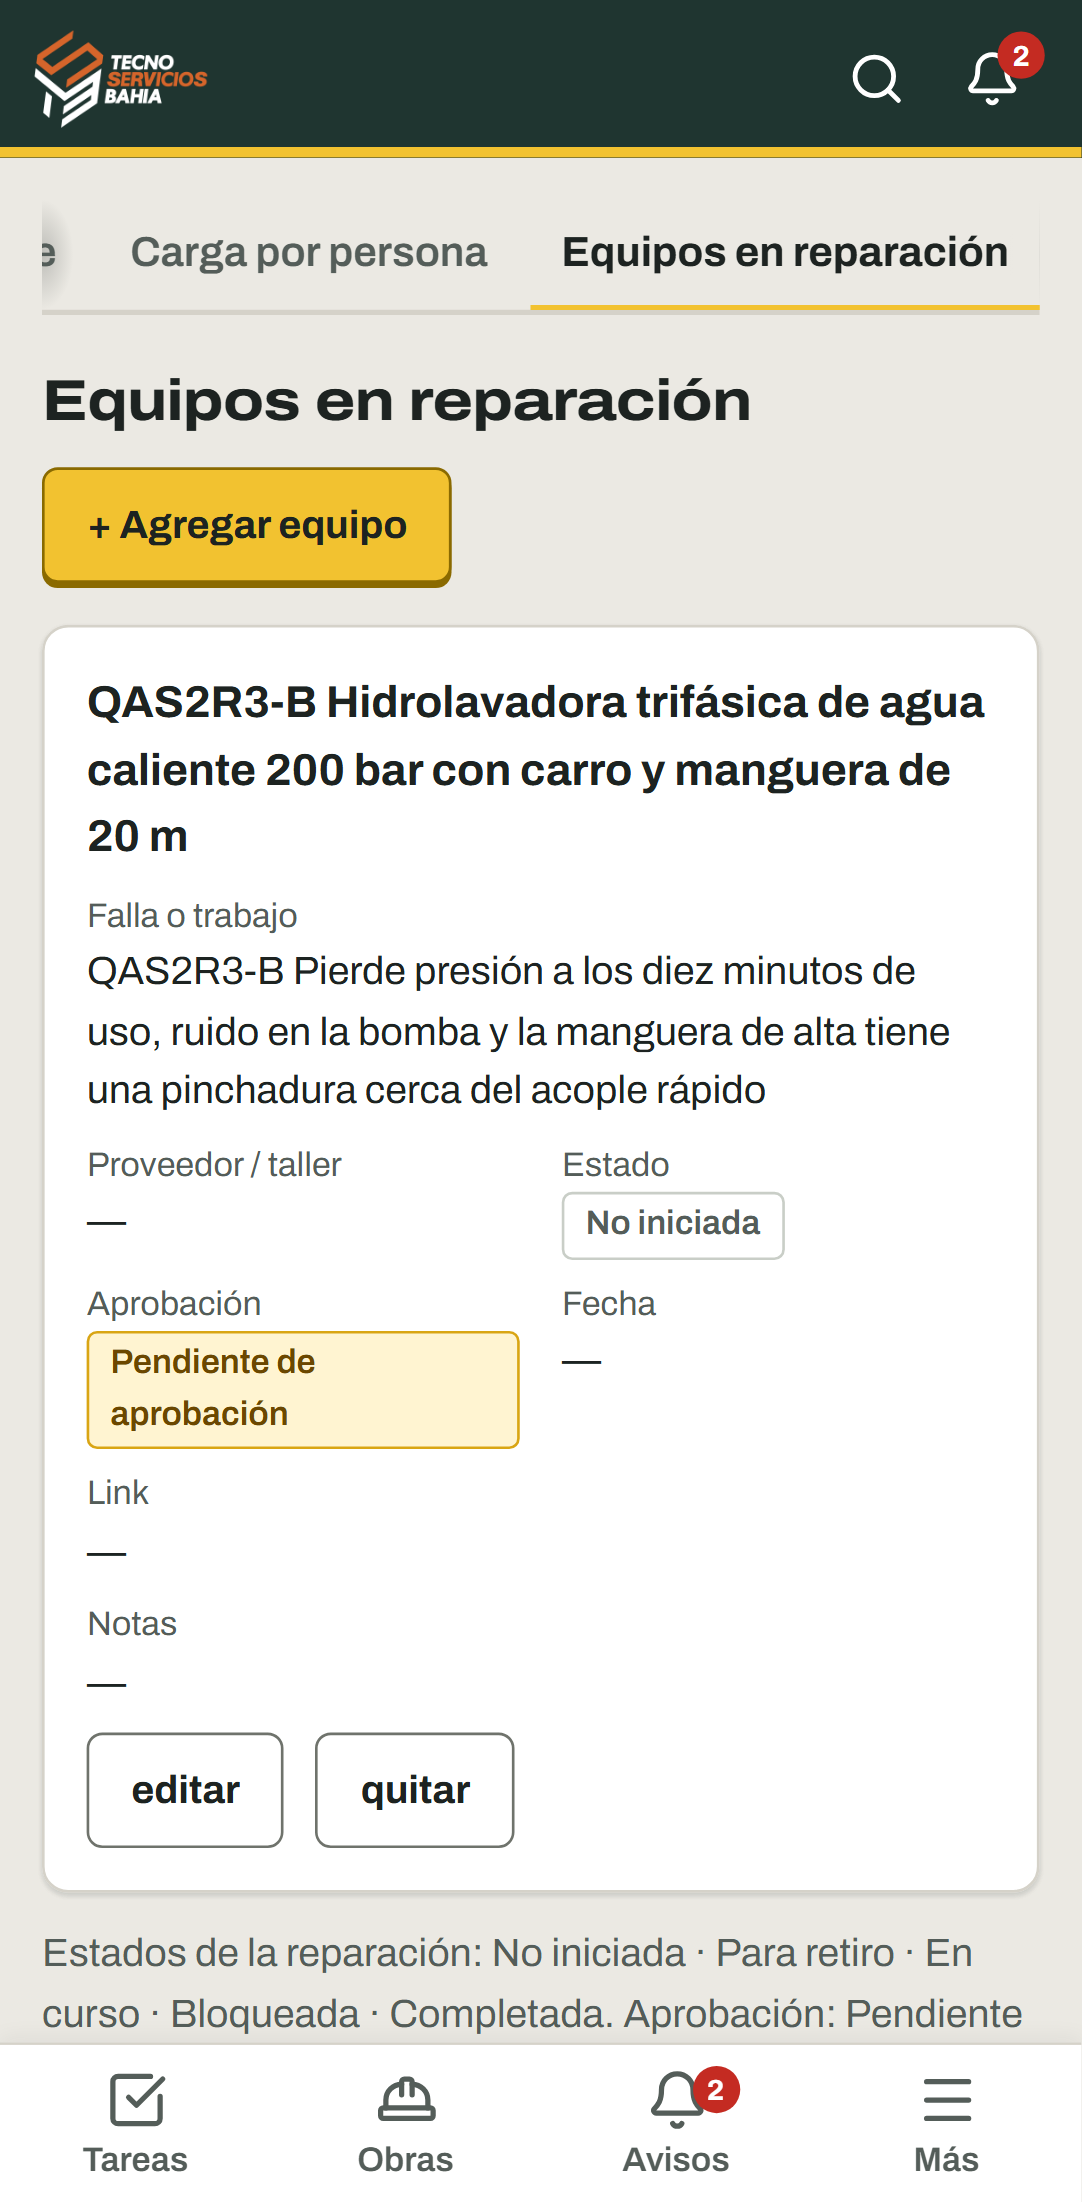 TECNO
SERVICIOS
BAHIA
2
e
Carga por persona
Equipos en reparación
Equipos en reparación
+ Agregar equipo
QAS2R3-B Hidrolavadora trifásica de agua
caliente 200 bar con carro y manguera de
20 m
Falla o trabajo
QAS2R3-B Pierde presión a los diez minutos de
uso, ruido en la bomba y la manguera de alta tiene
una pinchadura cerca del acople rápido
Proveedor / taller
—
Estado
No iniciada
Aprobación
Pendiente de
aprobación
Fecha
—
Link
—
Notas
—
editar
quitar
Estados de la reparación: No iniciada · Para retiro · En
curso · Bloqueada · Completada. Aprobación: Pendiente
Tareas
Obras
2
Avisos
Más